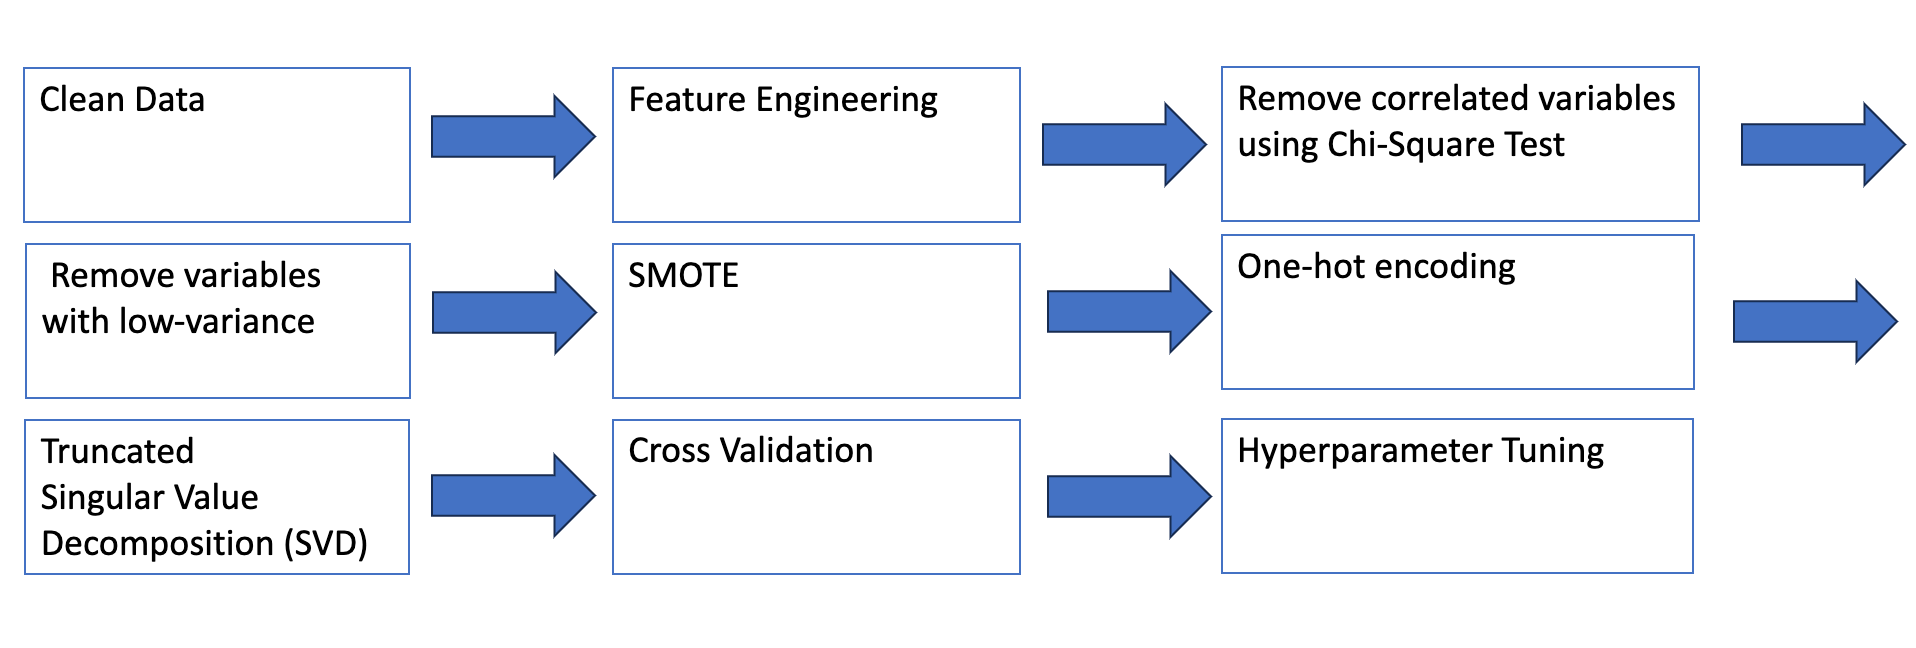 Clean Data
Feature Engineering
Remove correlated variables
using Chi-Square Test
Remove variables
with low-variance
SMOTE
One-hot encoding
Truncated
Singular Value
Decomposition (SVD)
Cross Validation
Hyperparameter Tuning